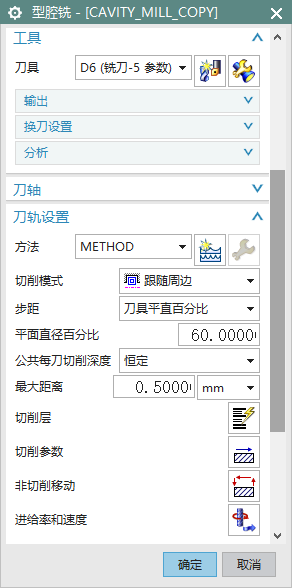 型腔铣 - [CAVITY_MILL_COPY]
工具
刀具 D6 (铣刀-5 参数)
输出
换刀设置
分析
刀轴
刀轨设置
方法 METHOD
切削模式 跟随周边
步距 刀具平直百分比
平面直径百分比 60.0000
公共每刀切削深度 恒定
最大距离 0.5000 mm
切削层
切削参数
非切削移动
进给率和速度
确定 取消